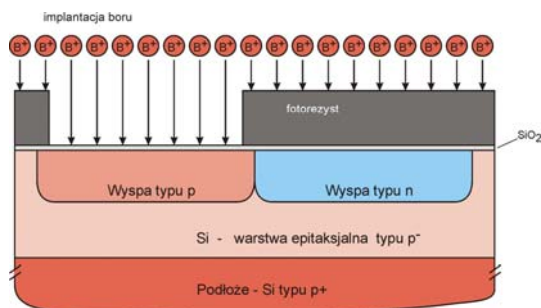 implantacja boru
B+ B+ B+ B+ B+ B+ B+ B+ B+ B+ B+ B+ B+ B+ B+ B+ B+ B+ B+
fotorezyst
SiO2
Wyspa typu p
Wyspa typu n
Si - warstwa epitaksjalna typu p-
Podłoże - Si typu p+